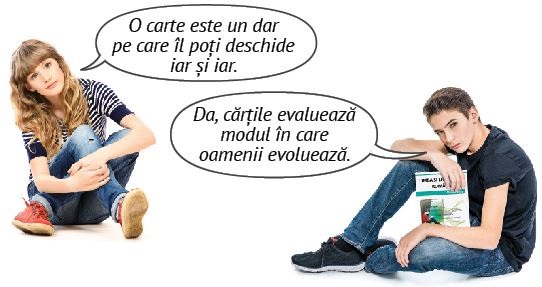 O carte este un dar
pe care îl poți deschide
iar și iar.
Da, cărțile evaluează
modul în care
oamenii evoluează.